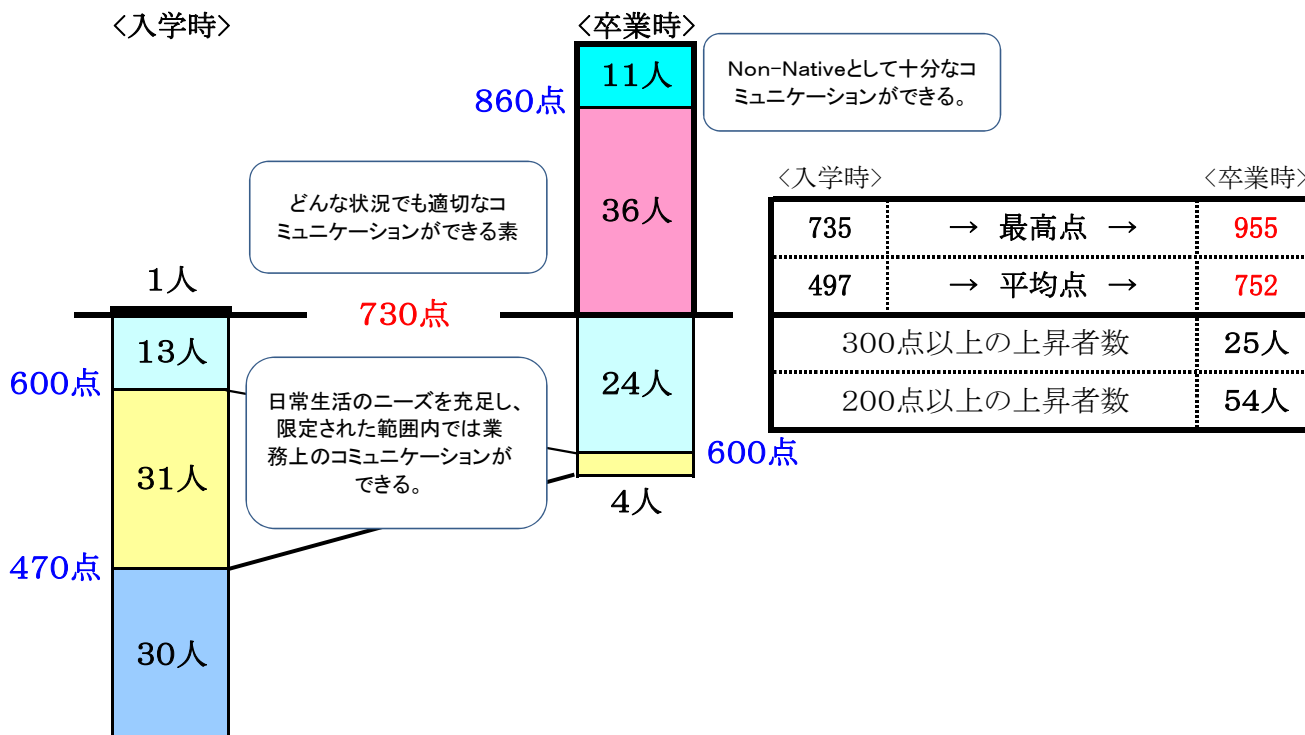 <入学時>
<卒業時>
11人
Non-Nativeとして十分なコ
ミュニケーションができる。
860点
どんな状況でも適切なコ
ミュニケーションができる素
36人
<入学時>
<卒業時>
735 → 最高点 → 955
497 → 平均点 → 752
300点以上の上昇者数 25人
200点以上の上昇者数 54人
1人
730点
13人
600点
24人
日常生活のニーズを充足し、
限定された範囲内では業
務上のコミュニケーションが
できる。
600点
31人
4人
470点
30人